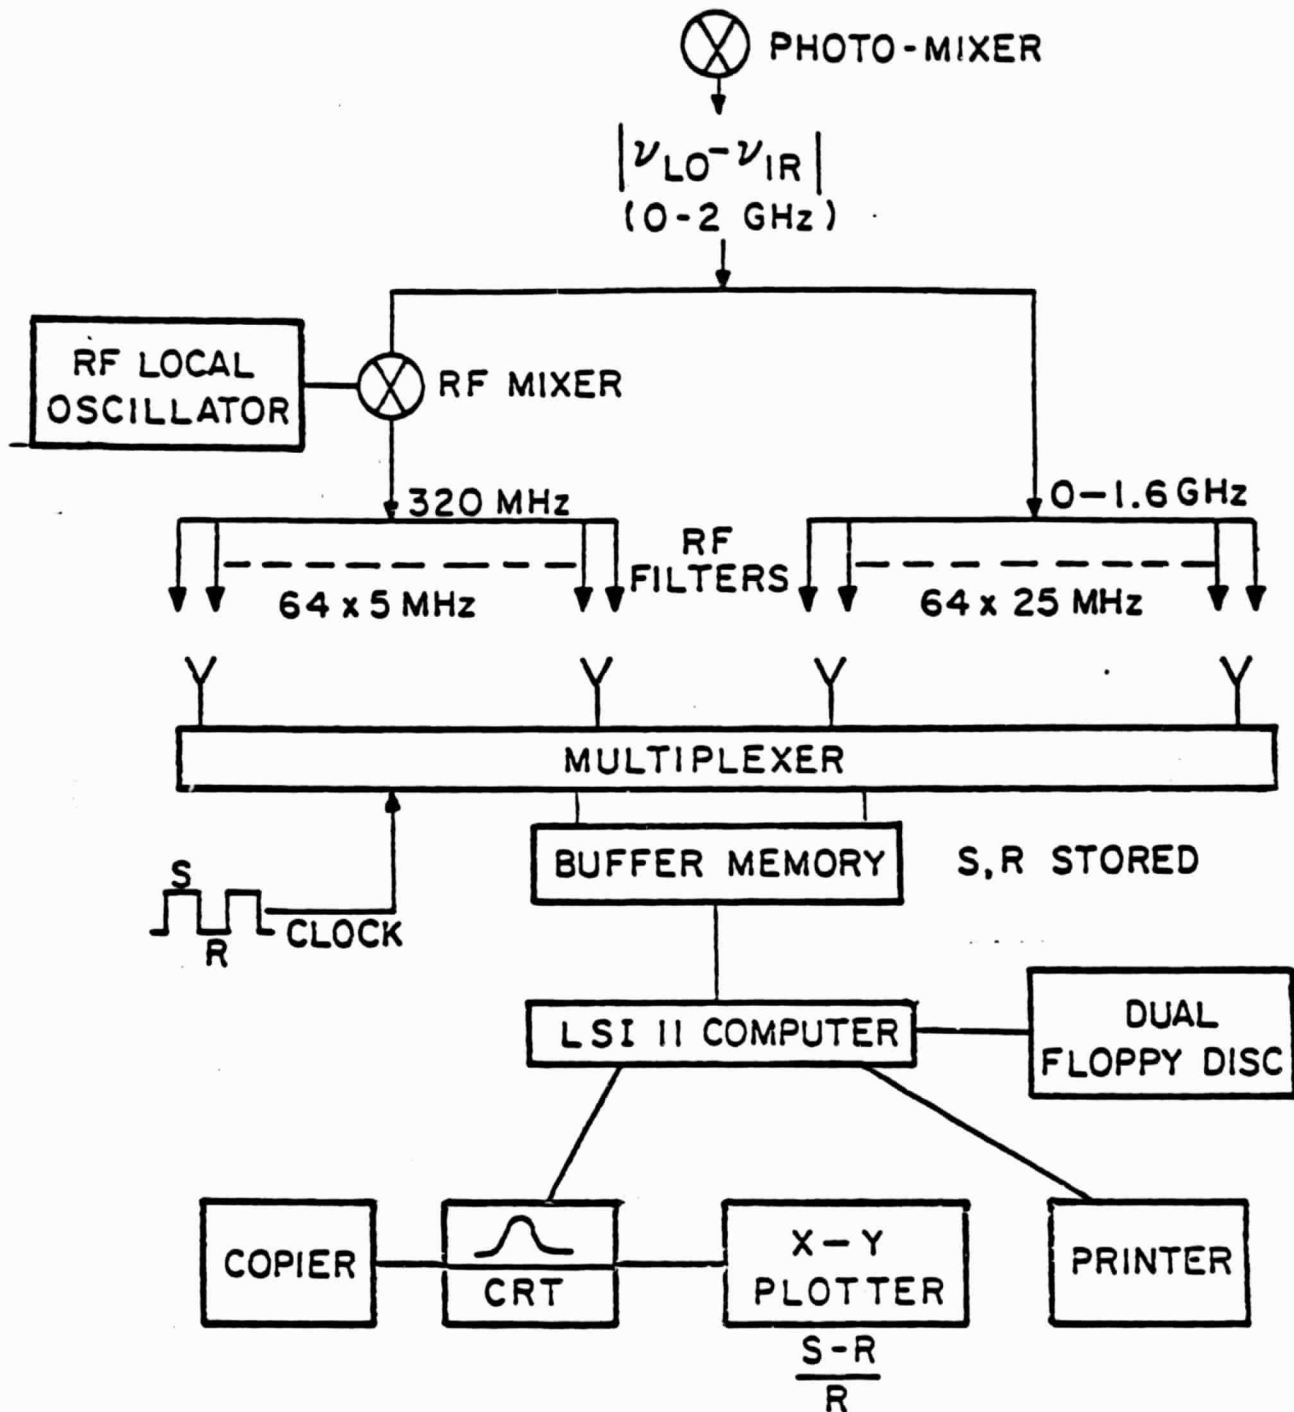 PHOTO-MIXER
|νLO-νIR|
(0-2 GHz)
RF LOCAL
OSCILLATOR
RF MIXER
320 MHz
0-1.6 GHz
RF
FILTERS
64 x 5 MHz
64 x 25 MHz
MULTIPLEXER
BUFFER MEMORY
S,R STORED
S
R
CLOCK
LSI II COMPUTER
DUAL
FLOPPY DISC
COPIER
CRT
X-Y
PLOTTER
PRINTER
S-R
R